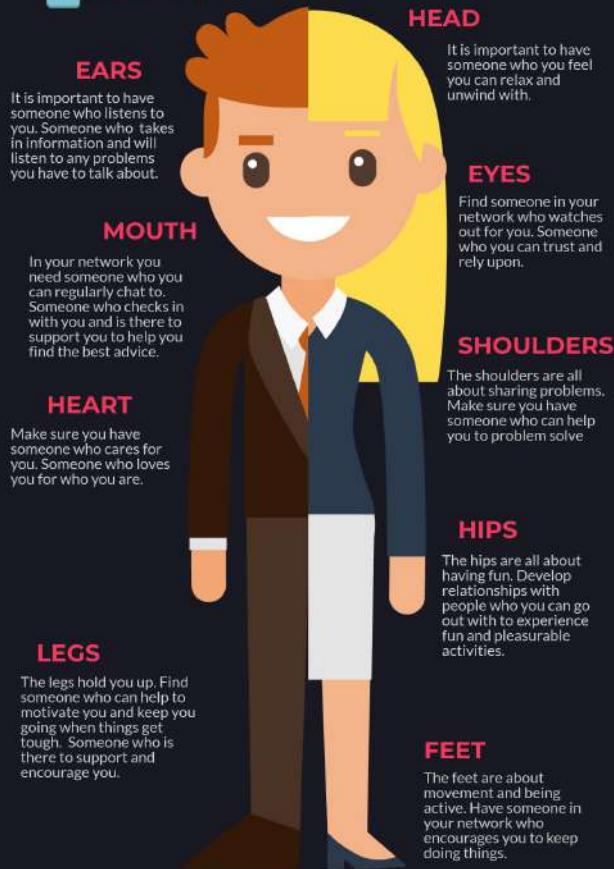 HEAD
It is important to have
someone who you feel
you can relax and
unwind with.
EARS
It is important to have
someone who listens to
you. Someone who takes
in information and will
listen to any problems
you have to talk about.
EYES
Find someone in your
network who watches
out for you. Someone
who you can trust and
rely upon.
MOUTH
In your network you
need someone who you
can regularly chat to.
Someone who checks in
with you and is there to
support you to help you
find the best advice.
SHOULDERS
The shoulders are all
about sharing problems.
Make sure you have
someone who can help
you to problem solve
HEART
Make sure you have
someone who cares for
you. Someone who loves
you for who you are.
HIPS
The hips are all about
having fun. Develop
relationships with
people who you can go
out with to experience
fun and pleasurable
activities.
LEGS
The legs hold you up. Find
someone who can help to
motivate you and keep you
going when things get
tough. Someone who is
there to support and
encourage you.
FEET
The feet are about
movement and being
active. Have someone in
your network who
encourages you to keep
doing things.